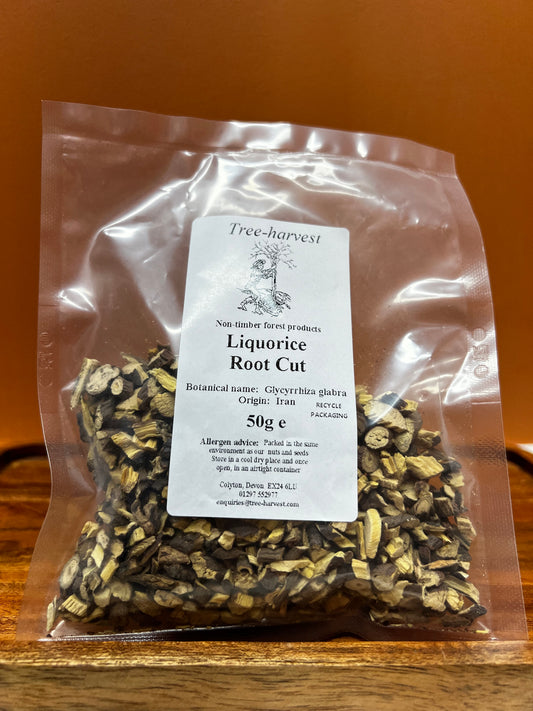 Tree-harvest
Non-timber forest products
Liquorice
Root Cut
Botanical name: Glycyrrhiza glabra
Origin: Iran
RECYCLE
PACKAGING
50g e
Allergen advice: Packed in the same
environment as our nuts and seeds
Store in a cool dry place and once
open, in an airtight container
Colyton, Devon EX24 6LU
01297 552977
enquiries@tree-harvest.com